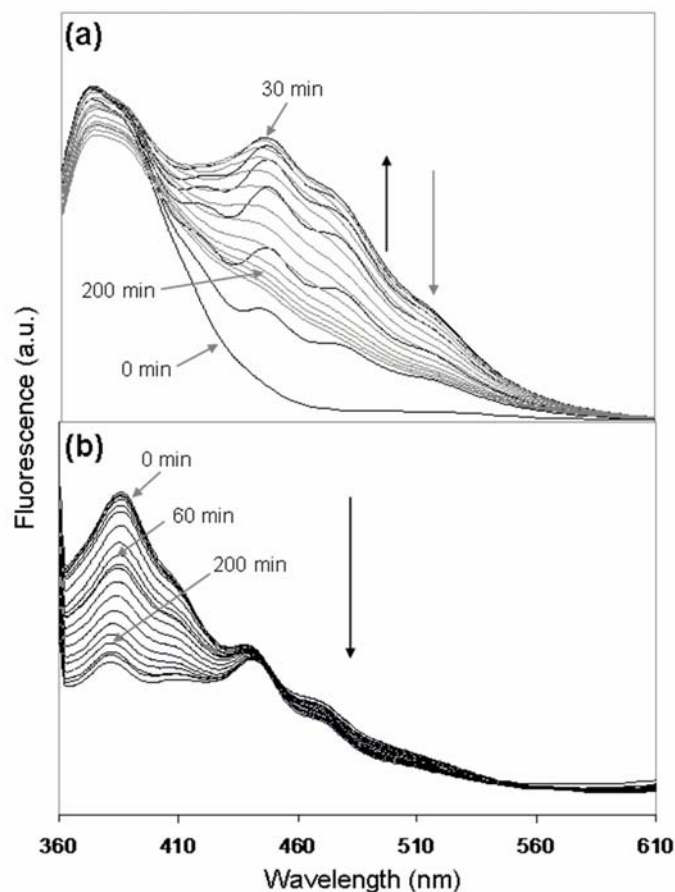 (a)
30 min
200 min
0 min
Fluorescence (a.u.)
(b)
0 min
60 min
200 min
360 410 460 510 560 610
Wavelength (nm)